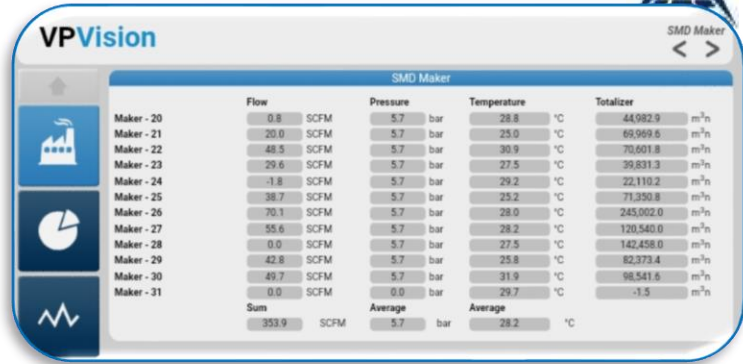 VPVision
SMD Maker
< >
SMD Maker
Flow Pressure Temperature Totalizer
Maker - 20 0.8 SCFM 5.7 bar 28.8 °C 44,982.9 m³n
Maker - 21 20.0 SCFM 5.7 bar 25.0 °C 69,969.6 m³n
Maker - 22 48.5 SCFM 5.7 bar 30.9 °C 70,601.8 m³n
Maker - 23 29.6 SCFM 5.7 bar 27.5 °C 39,831.3 m³n
Maker - 24 -1.8 SCFM 5.7 bar 29.2 °C 22,110.2 m³n
Maker - 25 38.7 SCFM 5.7 bar 25.2 °C 71,350.8 m³n
Maker - 26 70.1 SCFM 5.7 bar 28.0 °C 245,002.0 m³n
Maker - 27 55.6 SCFM 5.7 bar 28.2 °C 120,540.0 m³n
Maker - 28 0.0 SCFM 5.7 bar 27.5 °C 142,458.0 m³n
Maker - 29 42.8 SCFM 5.7 bar 25.8 °C 82,373.4 m³n
Maker - 30 49.7 SCFM 5.7 bar 31.9 °C 98,541.6 m³n
Maker - 31 0.0 SCFM 0.0 bar 29.7 °C -1.5 m³n
Sum Average Average
353.9 SCFM 5.7 bar 28.2 °C